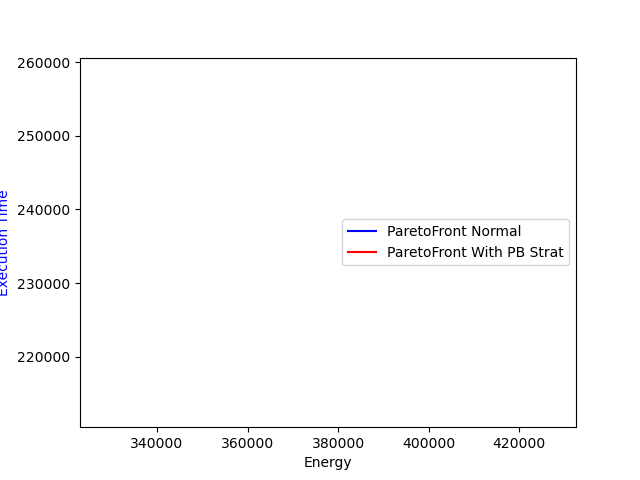 260000
250000
240000
230000
220000
Execution Time
ParetoFront Normal
ParetoFront With PB Strat
340000
360000
380000
400000
420000
Energy